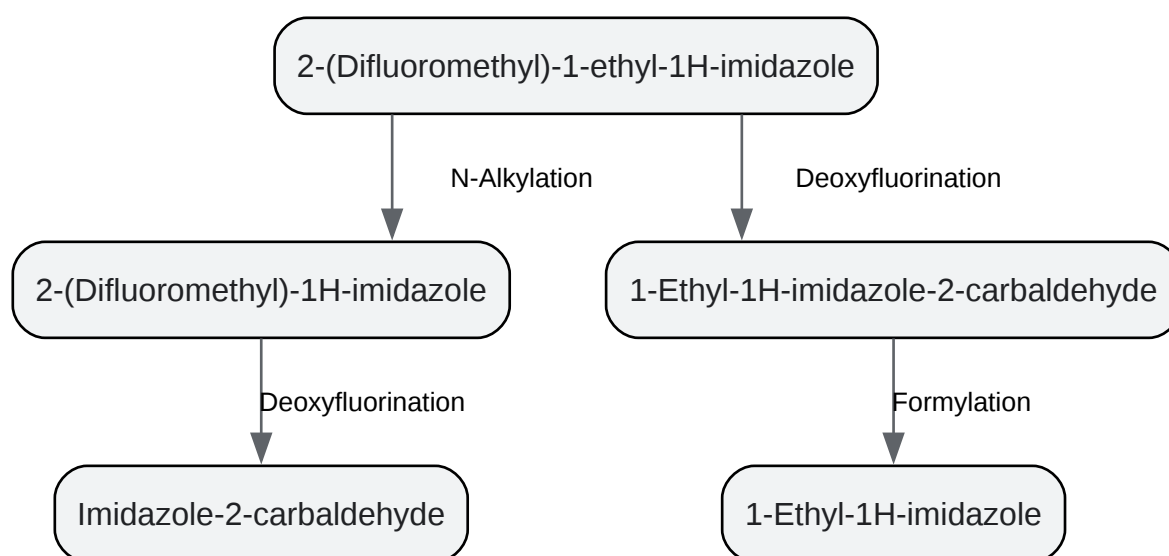 2-(Difluoromethyl)-1-ethyl-1H-imidazole
N-Alkylation
Deoxyfluorination
2-(Difluoromethyl)-1H-imidazole
1-Ethyl-1H-imidazole-2-carbaldehyde
Deoxyfluorination
Formylation
Imidazole-2-carbaldehyde
1-Ethyl-1H-imidazole